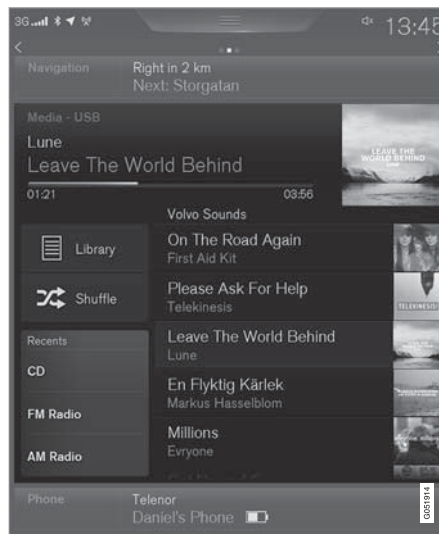 3G
13:45
Navigation
Right in 2 km
Next: Storgatan
Media - USB
Lune
Leave The World Behind
01:21
03:56
LEAVE THE
WORLD BEHIND
Volvo Sounds
Library
Shuffle
On The Road Again
First Aid Kit
Please Ask For Help
Telekinesis
TELEKINESIS!
Recents
CD
FM Radio
AM Radio
Leave The World Behind
Lune
En Flyktig Kärlek
Markus Hasselblom
Millions
Evryone
Phone
Telenor
Daniel's Phone
G051914